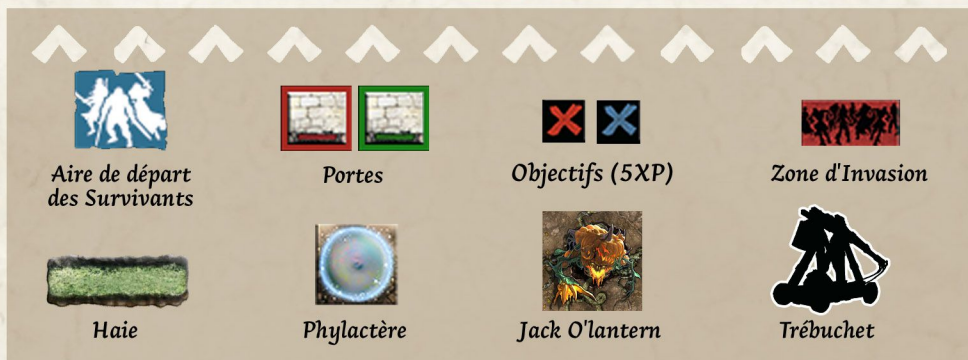 Aire de départ
des Survivants
Portes
Objectifs (5XP)
Zone d'Invasion
Haie
Phylactère
Jack O'lantern
Trébuchet